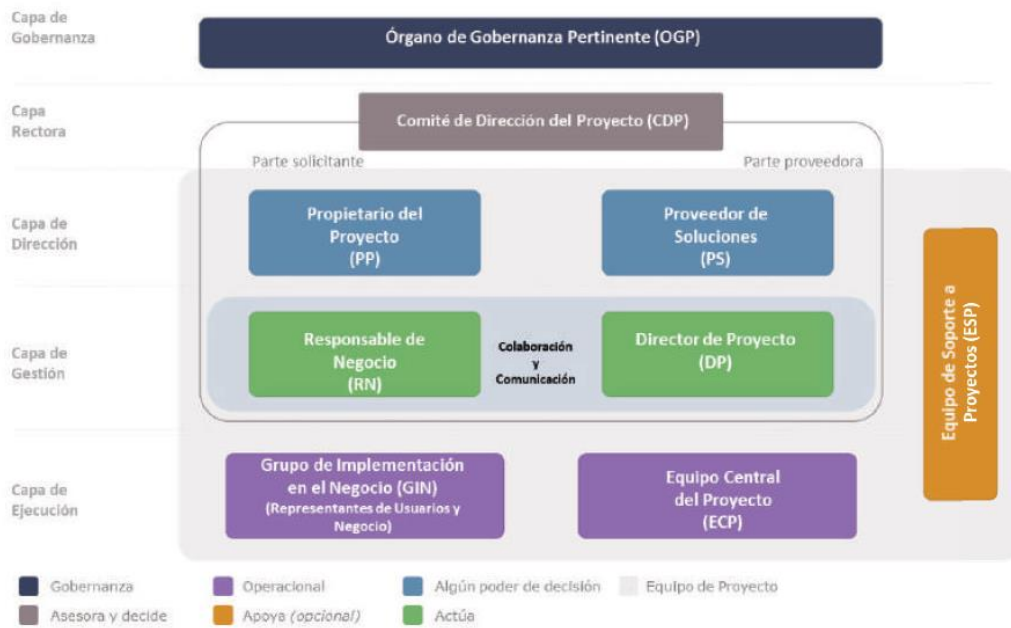 Capa de
Gobernanza
Órgano de Gobernanza Pertinente (OGP)
Capa
Rectora
Comité de Dirección del Proyecto (CDP)
Parte solicitante
Parte proveedora
Capa de
Dirección
Propietario del
Proyecto
(PP)
Proveedor de
Soluciones
(PS)
Capa de
Gestión
Responsable de
Negocio
(RN)
Colaboración
y
Comunicación
Director de Proyecto
(DP)
Equipo de Soporte a
Proyectos (ESP)
Capa de
Ejecución
Grupo de Implementación
en el Negocio (GIN)
(Representantes de Usuarios y
Negocio)
Equipo Central
del Proyecto
(ECP)
Gobernanza
Operacional
Algún poder de decisión
Equipo de Proyecto
Asesora y decide
Apoya (opcional)
Actúa